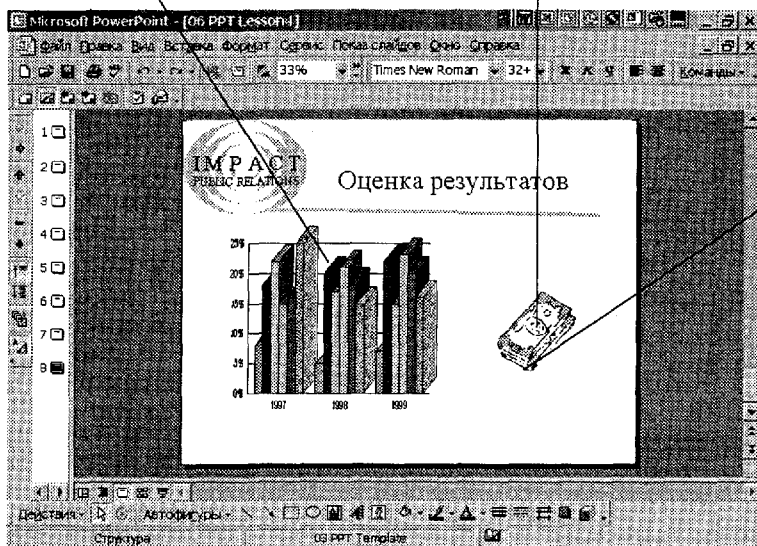 Microsoft PowerPoint - [06 PPT Lesson4]
Файл Правка Вид Вставка Формат Сервис Показ слайдов Окно Справка
33% Times New Roman 32+ Ж К Ч Команды
1
2
3
4
5
6
7
8
IMPACT
PUBLIC RELATIONS
Оценка результатов
25%
20%
15%
10%
5%
0%
1997 1998 1999
Действия Автофигуры
Структура 03 PPT Template